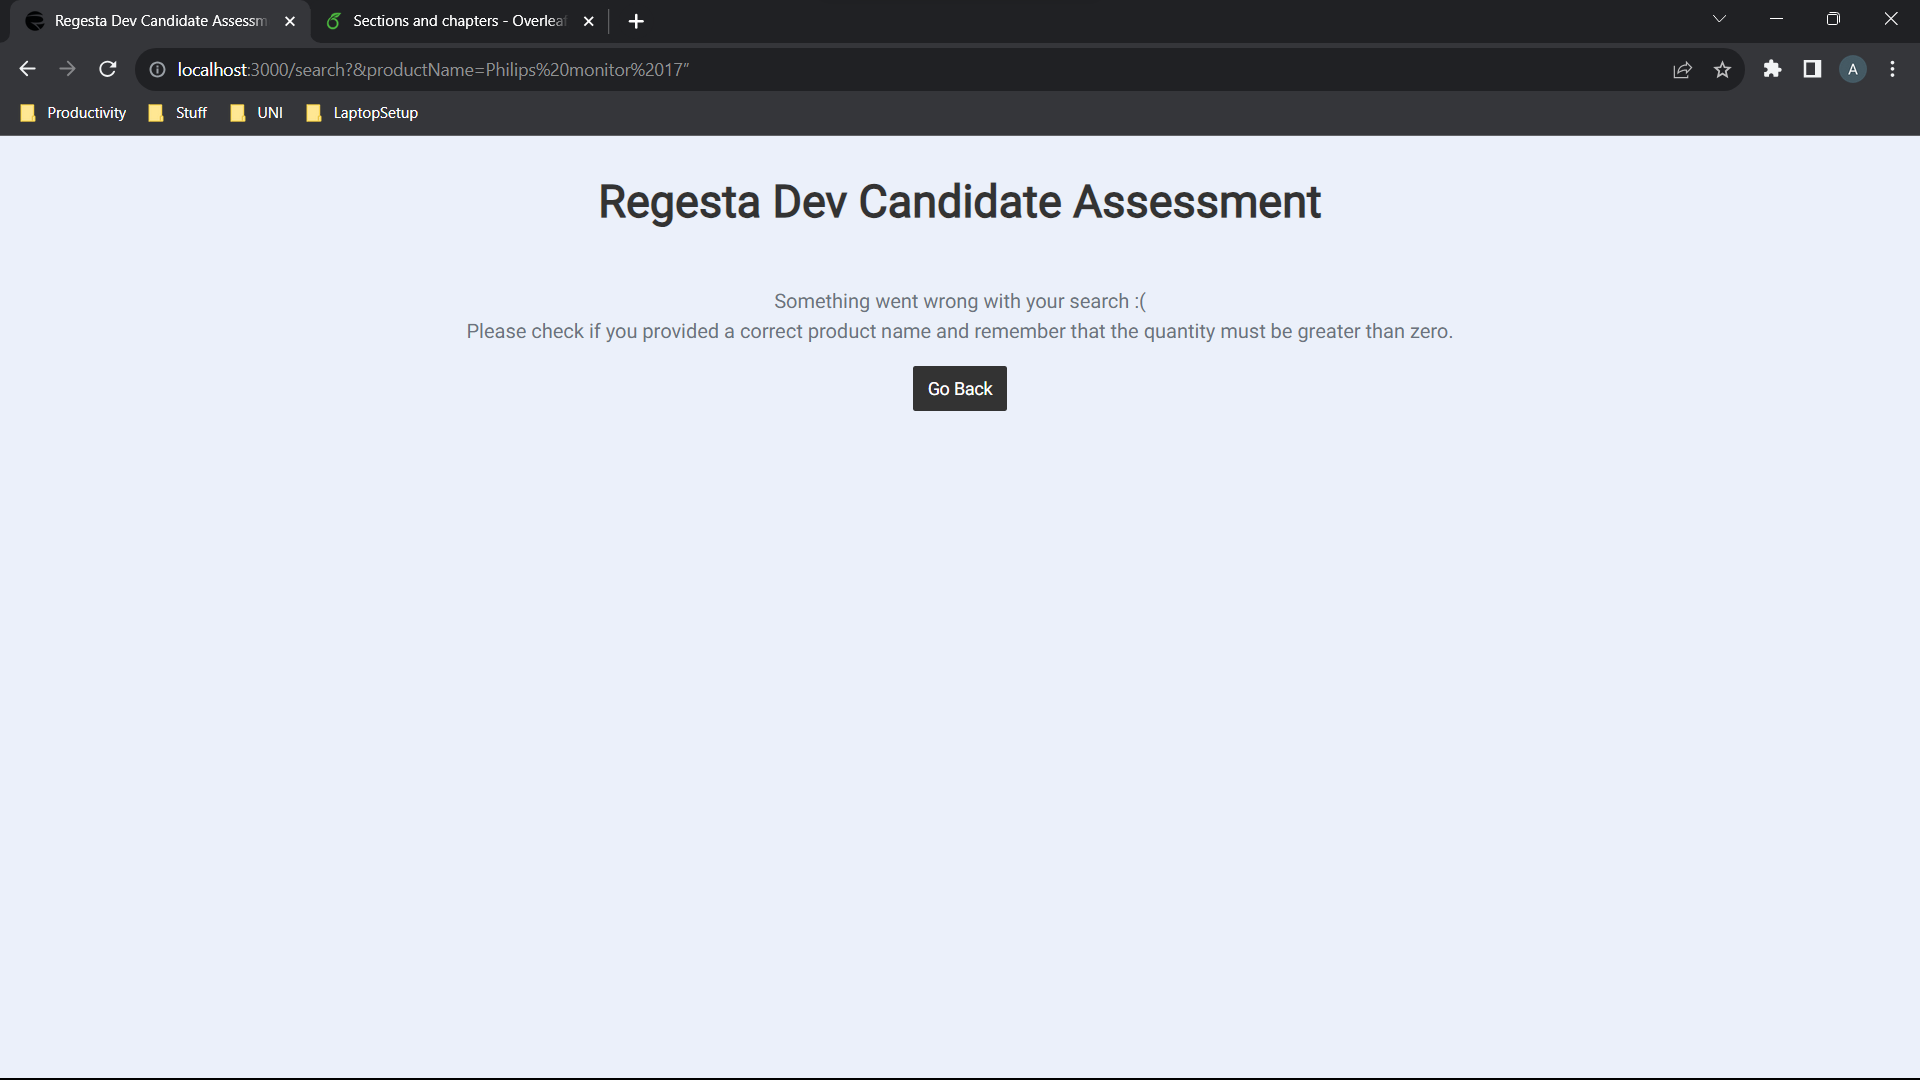 Regesta Dev Candidate Assessm
Sections and chapters - Overleaf
localhost:3000/search?&productName=Philips%20monitor%2017”
A
Productivity
Stuff
UNI
LaptopSetup
Regesta Dev Candidate Assessment
Something went wrong with your search :(
Please check if you provided a correct product name and remember that the quantity must be greater than zero.
Go Back